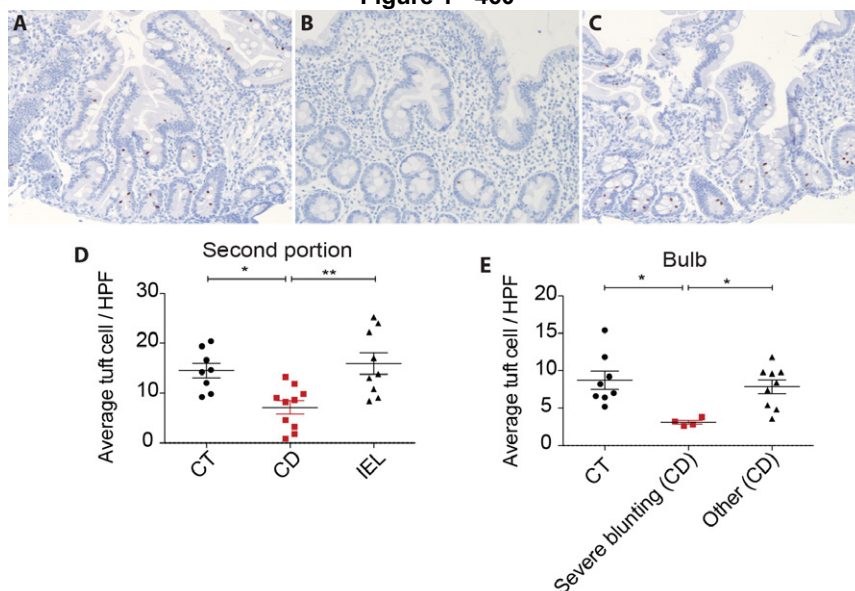 A
B
C
D
Second portion
*
**
Average tuft cell / HPF
30
20
10
0
CT
CD
IEL
E
Bulb
*
*
Average tuft cell / HPF
20
15
10
5
0
CT
Severe blunting (CD)
Other (CD)